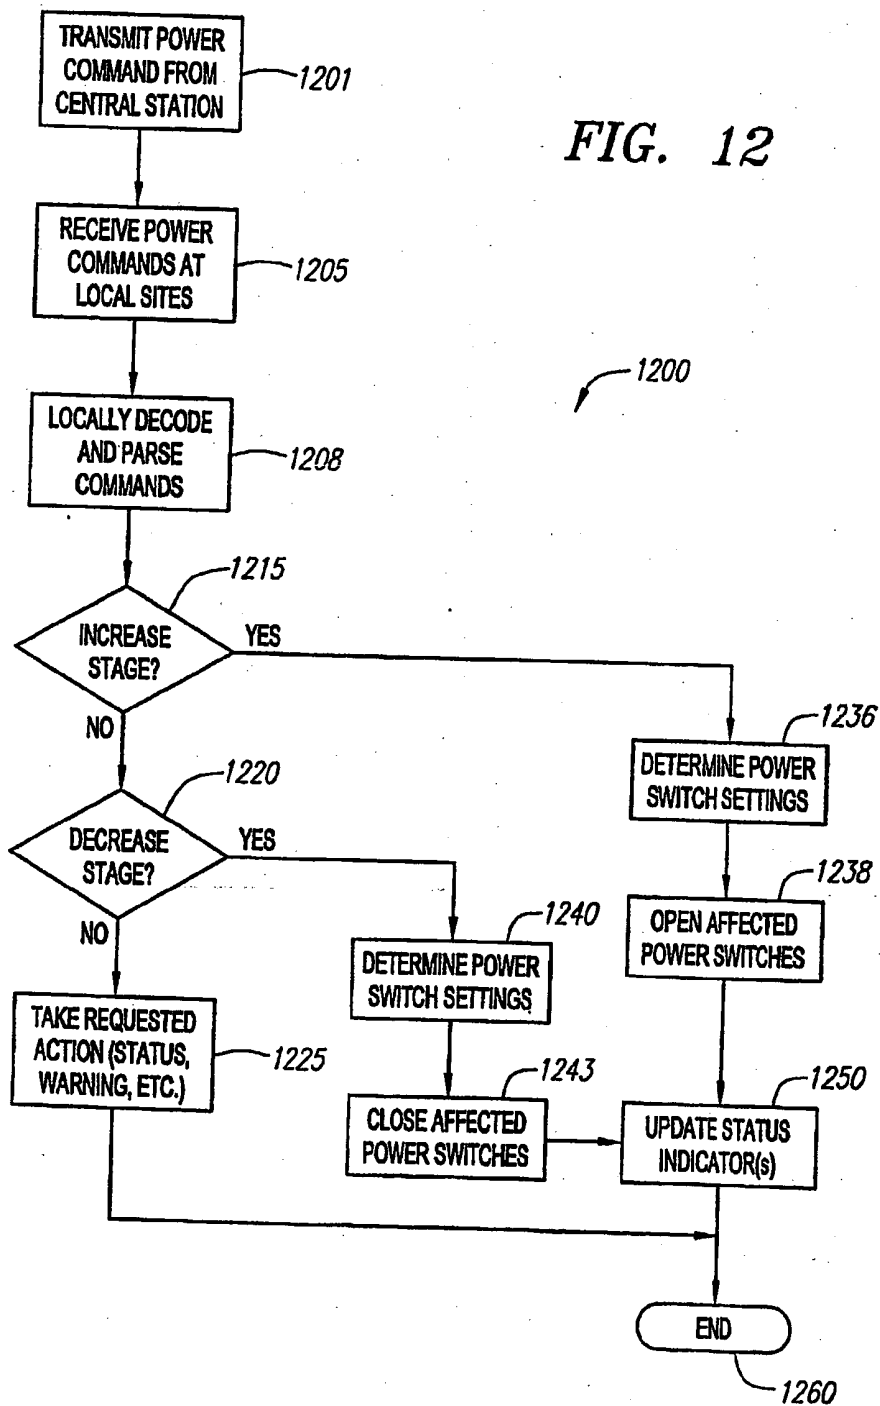 TRANSMIT POWER
COMMAND FROM
CENTRAL STATION
1201
FIG. 12
RECEIVE POWER
COMMANDS AT
LOCAL SITES
1205
1200
LOCALLY DECODE
AND PARSE
COMMANDS
1208
1215
INCREASE
STAGE?
YES
NO
1236
DETERMINE POWER
SWITCH SETTINGS
1220
DECREASE
STAGE?
YES
NO
1238
OPEN AFFECTED
POWER SWITCHES
1240
DETERMINE POWER
SWITCH SETTINGS
TAKE REQUESTED
ACTION (STATUS,
WARNING, ETC.)
1225
1243
CLOSE AFFECTED
POWER SWITCHES
1250
UPDATE STATUS
INDICATOR(s)
END
1260